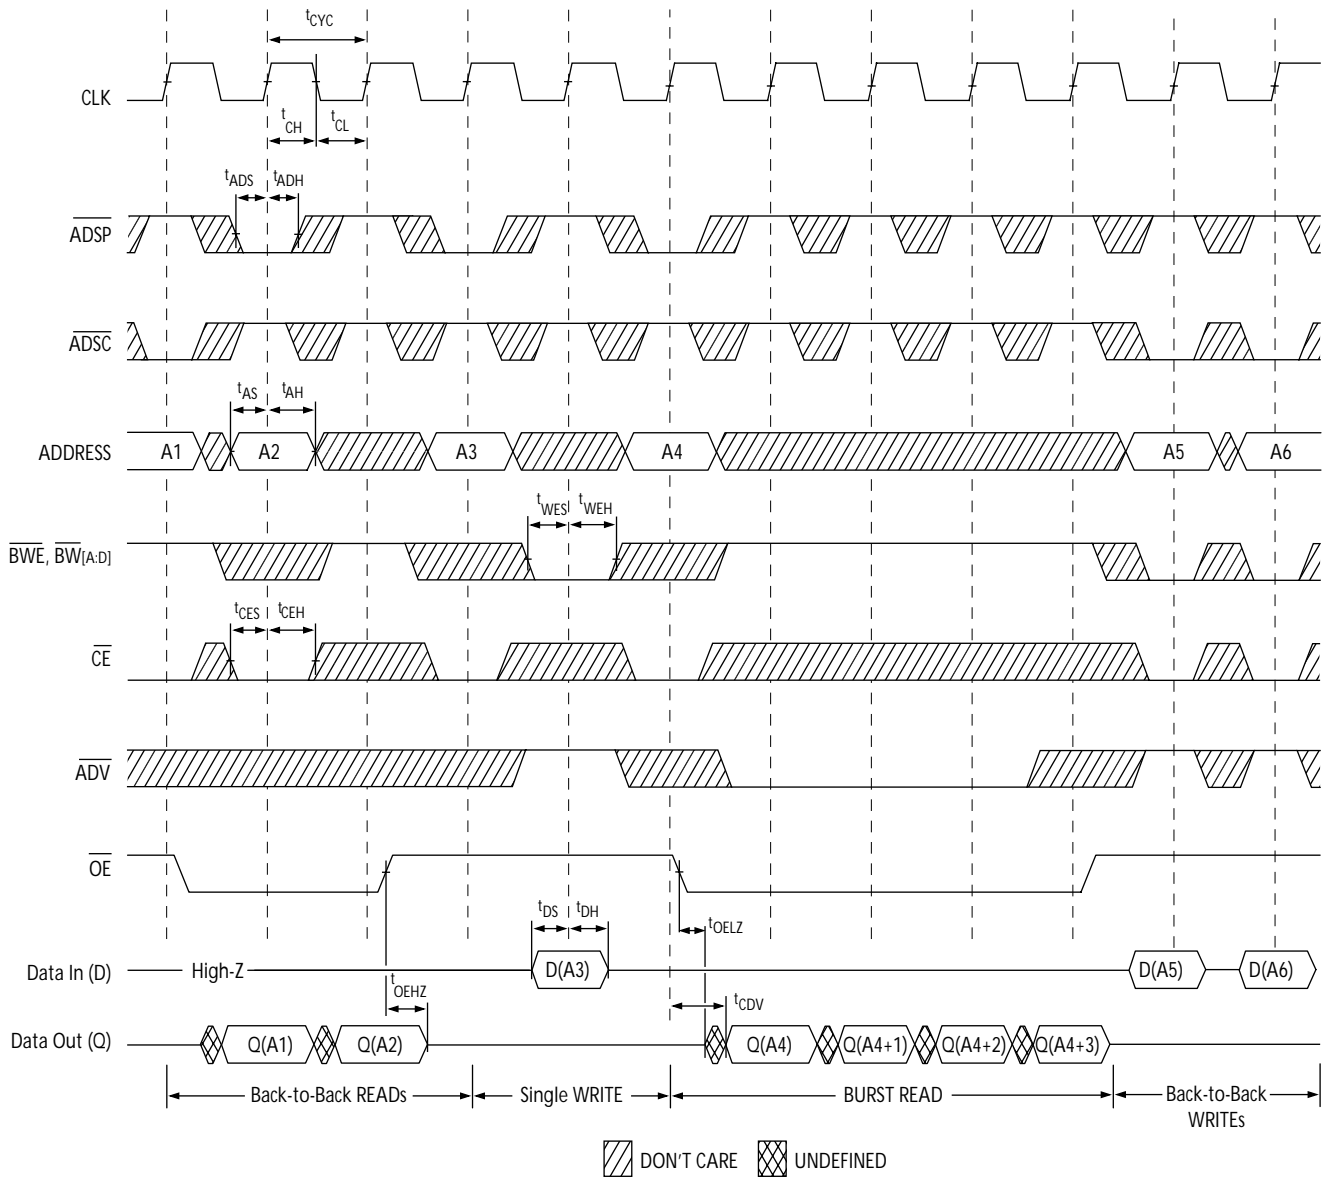 tCYC
CLK
tCH
tCL
tADS
tADH
ADSP
ADSC
tAS
tAH
ADDRESS
A1
A2
A3
A4
A5
A6
tWES
tWEH
BWE, BW[A:D]
tCES
tCEH
CE
ADV
OE
tDS
tDH
tOELZ
Data In (D)
High-Z
D(A3)
D(A5)
D(A6)
tOEHZ
tCDV
Data Out (Q)
Q(A1)
Q(A2)
Q(A4)
Q(A4+1)
Q(A4+2)
Q(A4+3)
Back-to-Back READs
Single WRITE
BURST READ
Back-to-Back
WRITEs
DON'T CARE
UNDEFINED